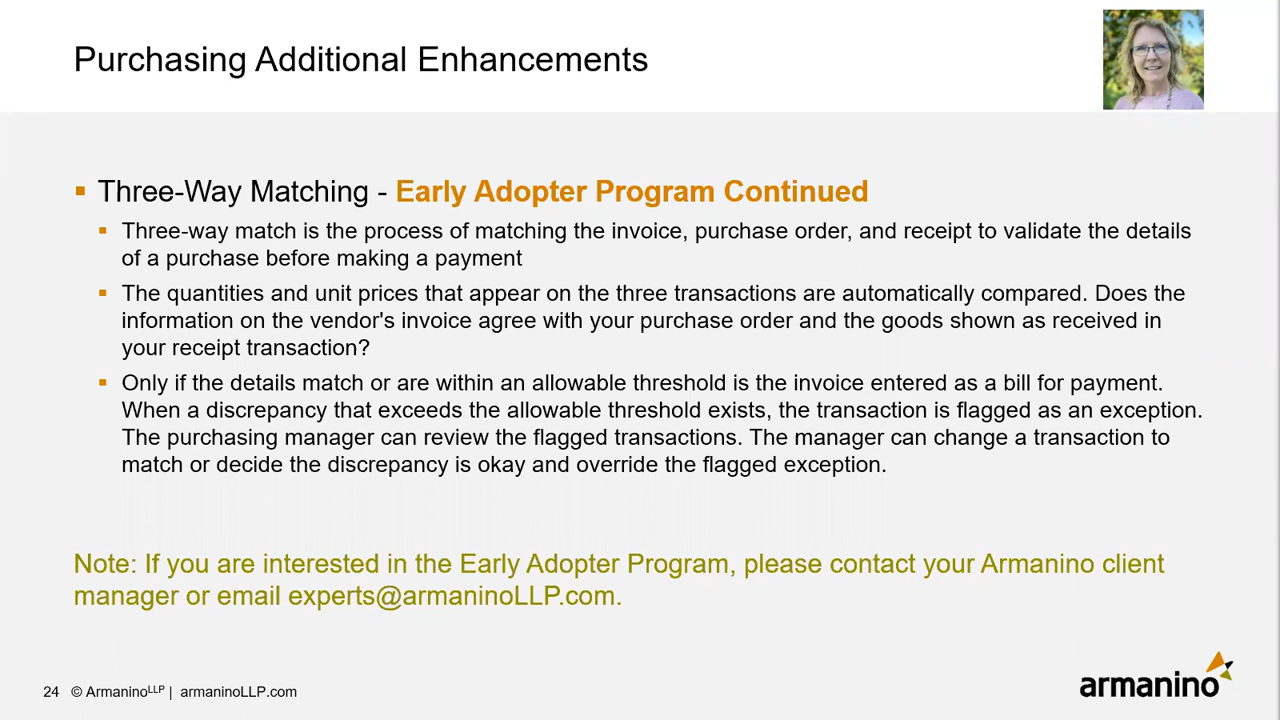 Purchasing Additional Enhancements
Three-Way Matching - Early Adopter Program Continued
Three-way match is the process of matching the invoice, purchase order, and receipt to validate the details
of a purchase before making a payment
The quantities and unit prices that appear on the three transactions are automatically compared. Does the
information on the vendor's invoice agree with your purchase order and the goods shown as received in
your receipt transaction?
Only if the details match or are within an allowable threshold is the invoice entered as a bill for payment.
When a discrepancy that exceeds the allowable threshold exists, the transaction is flagged as an exception.
The purchasing manager can review the flagged transactions. The manager can change a transaction to
match or decide the discrepancy is okay and override the flagged exception.
Note: If you are interested in the Early Adopter Program, please contact your Armanino client
manager or email experts@armaninoLLP.com.
24 © ArmaninoLLP | armaninoLLP.com
armanino